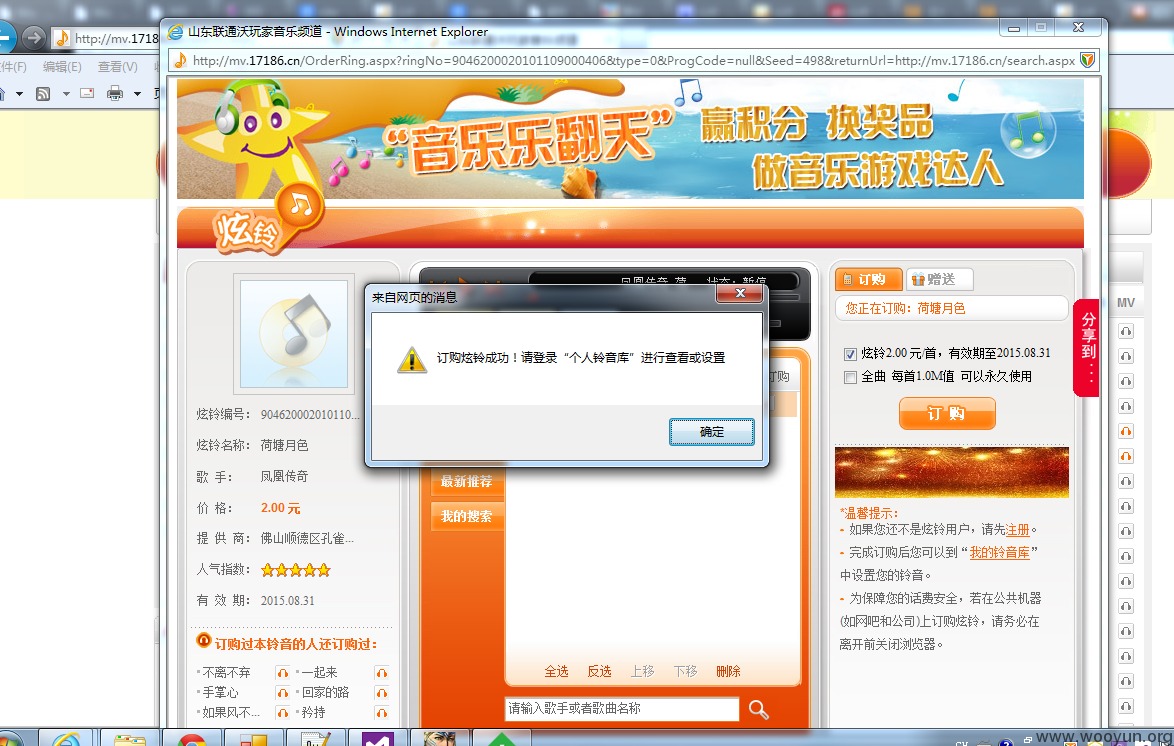 山东联通沃玩家音乐频道 - Windows Internet Explorer
http://mv.1718
http://mv.17186.cn/OrderRing.aspx?ringNo=9046200020101109000406&type=0&ProgCode=null&Seed=498&returnUrl=http://mv.17186.cn/search.aspx
编辑(E) 查看(V)
“音乐乐翻天” 赢积分 换奖品
做音乐游戏达人
炫铃
来自网页的消息
订购炫铃成功！请登录“个人铃音库”进行查看或设置
确定
炫铃编号： 904620002010110...
炫铃名称： 荷塘月色
歌 手： 凤凰传奇
价 格： 2.00 元
提 供 商： 佛山顺德区孔雀...
人气指数：
有 效 期： 2015.08.31
订购过本铃音的人还订购过：
不离不弃 一起来
手掌心 回家的路
如果风不... 矜持
最新推荐
我的搜索
全选 反选 上移 下移 删除
请输入歌手或者歌曲名称
订购 赠送
您正在订购：荷塘月色
炫铃2.00 元/首，有效期至2015.08.31
全曲 每首1.0M值 可以永久使用
订 购
*温馨提示：
- 如果您还不是炫铃用户，请先注册。
- 完成订购后您可以到“我的铃音库”
中设置您的铃音。
- 为保障您的话费安全，若在公共机器
(如网吧和公司)上订购炫铃，请务必在
离开前关闭浏览器。
分享到：
MV
www.wooyun.org